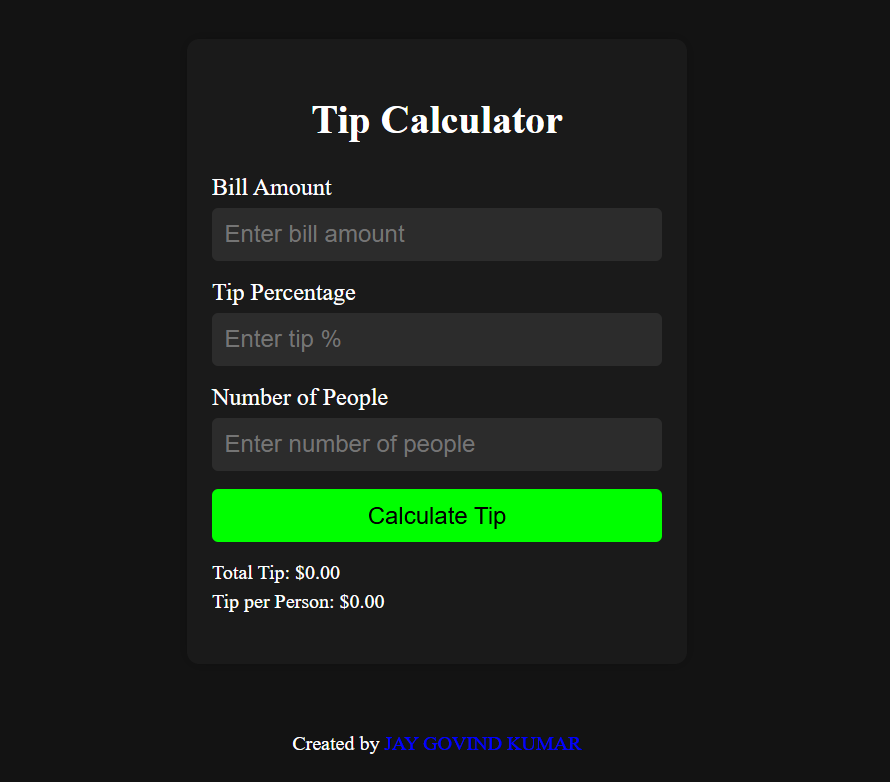 Tip Calculator
Bill Amount
Enter bill amount
Tip Percentage
Enter tip %
Number of People
Enter number of people
Calculate Tip
Total Tip: $0.00
Tip per Person: $0.00
Created by JAY GOVIND KUMAR